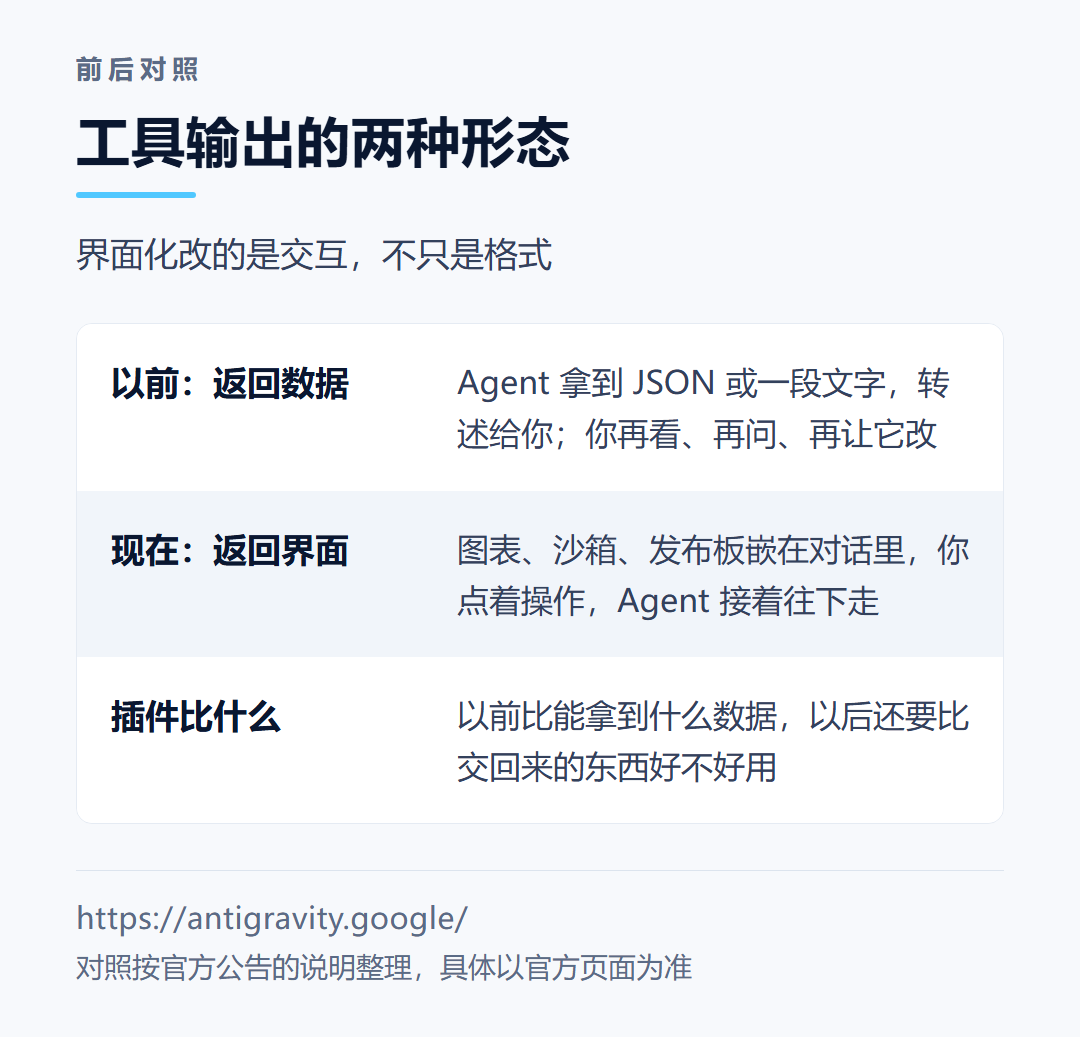 前后对照
工具输出的两种形态
界面化改的是交互，不只是格式
以前：返回数据
Agent 拿到 JSON 或一段文字，转
述给你；你再看、再问、再让它改
现在：返回界面
图表、沙箱、发布板嵌在对话里，你
点着操作，Agent 接着往下走
插件比什么
以前比能拿到什么数据，以后还要比
交回来的东西好不好用
https://antigravity.google/
对照按官方公告的说明整理，具体以官方页面为准